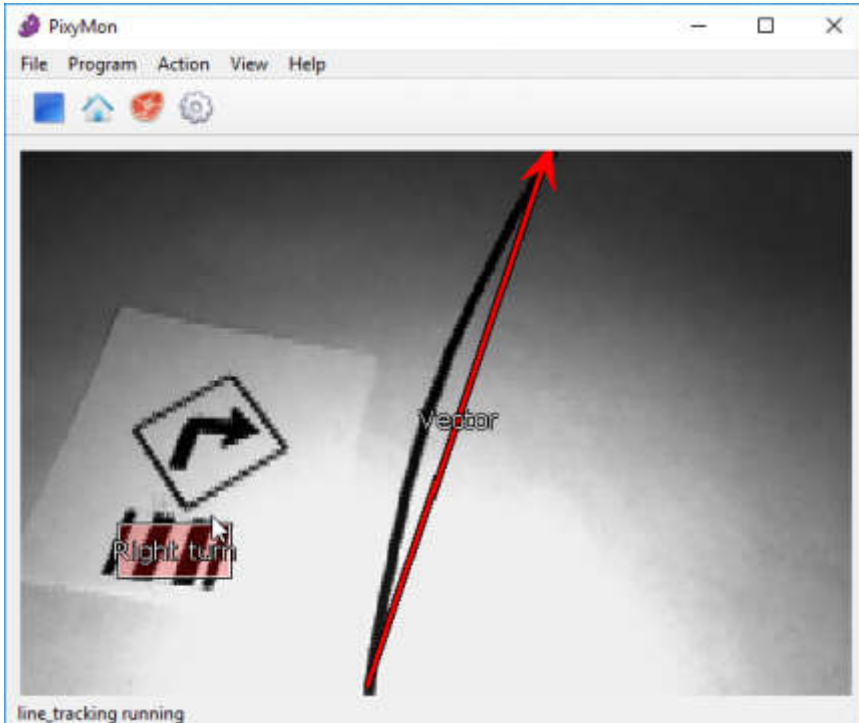 PixyMon
File Program Action View Help
Vector
Right turn
line_tracking running